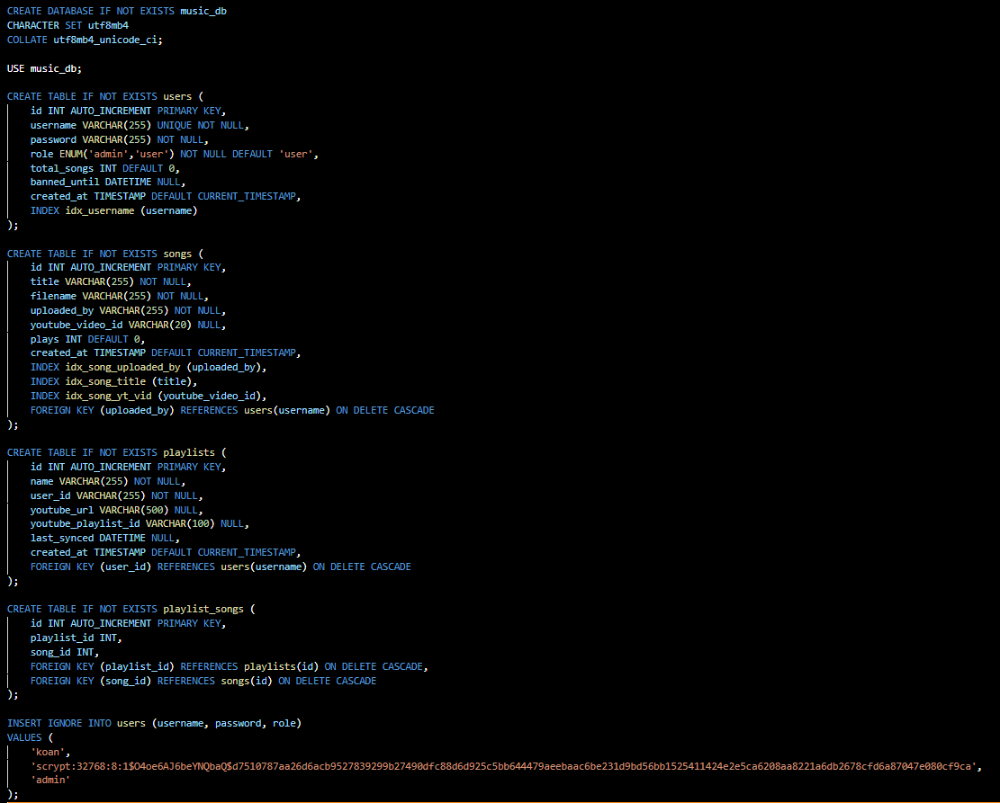 CREATE DATABASE IF NOT EXISTS music_db
CHARACTER SET utf8mb4
COLLATE utf8mb4_unicode_ci;

USE music_db;

CREATE TABLE IF NOT EXISTS users (
    id INT AUTO_INCREMENT PRIMARY KEY,
    username VARCHAR(255) UNIQUE NOT NULL,
    password VARCHAR(255) NOT NULL,
    role ENUM('admin','user') NOT NULL DEFAULT 'user',
    total_songs INT DEFAULT 0,
    banned_until DATETIME NULL,
    created_at TIMESTAMP DEFAULT CURRENT_TIMESTAMP,
    INDEX idx_username (username)
);

CREATE TABLE IF NOT EXISTS songs (
    id INT AUTO_INCREMENT PRIMARY KEY,
    title VARCHAR(255) NOT NULL,
    filename VARCHAR(255) NOT NULL,
    uploaded_by VARCHAR(255) NOT NULL,
    youtube_video_id VARCHAR(20) NULL,
    plays INT DEFAULT 0,
    created_at TIMESTAMP DEFAULT CURRENT_TIMESTAMP,
    INDEX idx_song_uploaded_by (uploaded_by),
    INDEX idx_song_title (title),
    INDEX idx_song_yt_vid (youtube_video_id),
    FOREIGN KEY (uploaded_by) REFERENCES users(username) ON DELETE CASCADE
);

CREATE TABLE IF NOT EXISTS playlists (
    id INT AUTO_INCREMENT PRIMARY KEY,
    name VARCHAR(255) NOT NULL,
    user_id VARCHAR(255) NOT NULL,
    youtube_url VARCHAR(500) NULL,
    youtube_playlist_id VARCHAR(100) NULL,
    last_synced DATETIME NULL,
    created_at TIMESTAMP DEFAULT CURRENT_TIMESTAMP,
    FOREIGN KEY (user_id) REFERENCES users(username) ON DELETE CASCADE
);

CREATE TABLE IF NOT EXISTS playlist_songs (
    id INT AUTO_INCREMENT PRIMARY KEY,
    playlist_id INT,
    song_id INT,
    FOREIGN KEY (playlist_id) REFERENCES playlists(id) ON DELETE CASCADE,
    FOREIGN KEY (song_id) REFERENCES songs(id) ON DELETE CASCADE
);

INSERT IGNORE INTO users (username, password, role)
VALUES (
    'koan',
    'scrypt:32768:8:1$O4oe6AJ6beYNQbaQ$d7510787aa26d6acb9527839299b27490dfc88d6d925c5bb644479aeebaac6be231d9bd56bb1525411424e2e5ca6208aa8221a6db2678cfd6a87047e080cf9ca',
    'admin'
);